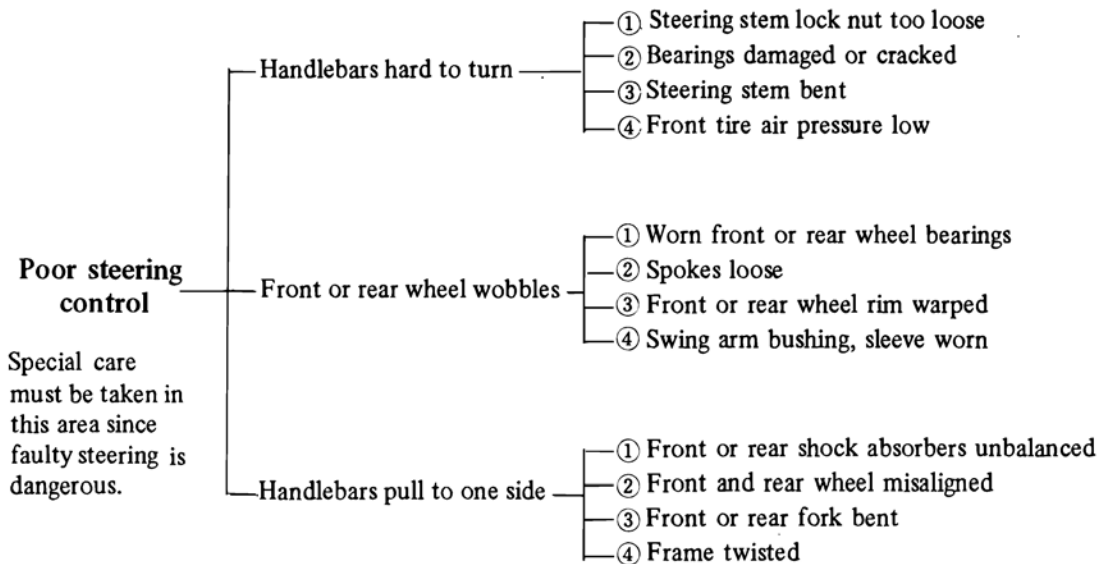 Poor steering
control
Special care
must be taken in
this area since
faulty steering is
dangerous.
Handlebars hard to turn
① Steering stem lock nut too loose
② Bearings damaged or cracked
③ Steering stem bent
④ Front tire air pressure low
Front or rear wheel wobbles
① Worn front or rear wheel bearings
② Spokes loose
③ Front or rear wheel rim warped
④ Swing arm bushing, sleeve worn
Handlebars pull to one side
① Front or rear shock absorbers unbalanced
② Front and rear wheel misaligned
③ Front or rear fork bent
④ Frame twisted